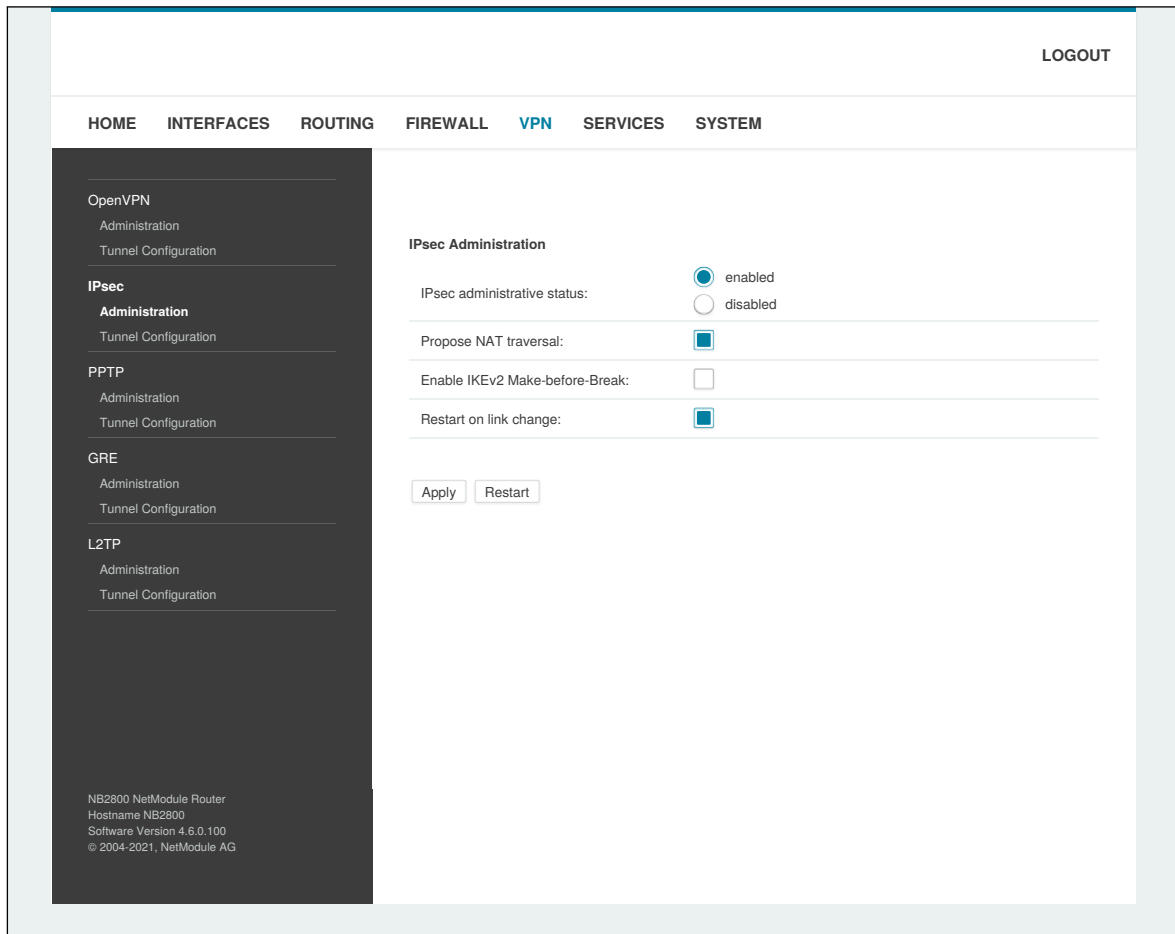 LOGOUT
HOME INTERFACES ROUTING FIREWALL VPN SERVICES SYSTEM
OpenVPN
Administration
Tunnel Configuration
IPsec
Administration
Tunnel Configuration
PPTP
Administration
Tunnel Configuration
GRE
Administration
Tunnel Configuration
L2TP
Administration
Tunnel Configuration
NB2800 NetModule Router
Hostname NB2800
Software Version 4.6.0.100
© 2004-2021, NetModule AG
IPsec Administration
IPsec administrative status:
enabled
disabled
Propose NAT traversal:
Enable IKEv2 Make-before-Break:
Restart on link change:
Apply Restart